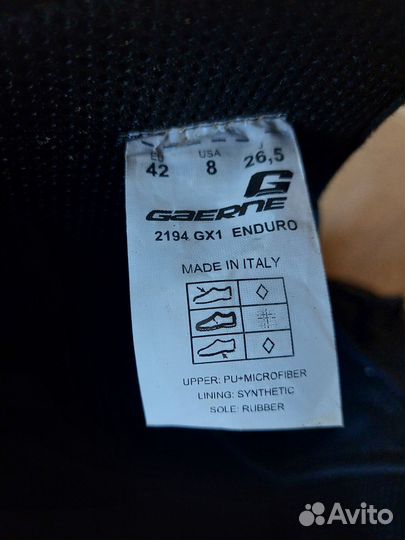 EU USA J
42 8 26,5
G
GAERNE
2194 GX1 ENDURO
MADE IN ITALY
UPPER: PU+MICROFIBER
LINING: SYNTHETIC
SOLE: RUBBER
Avito